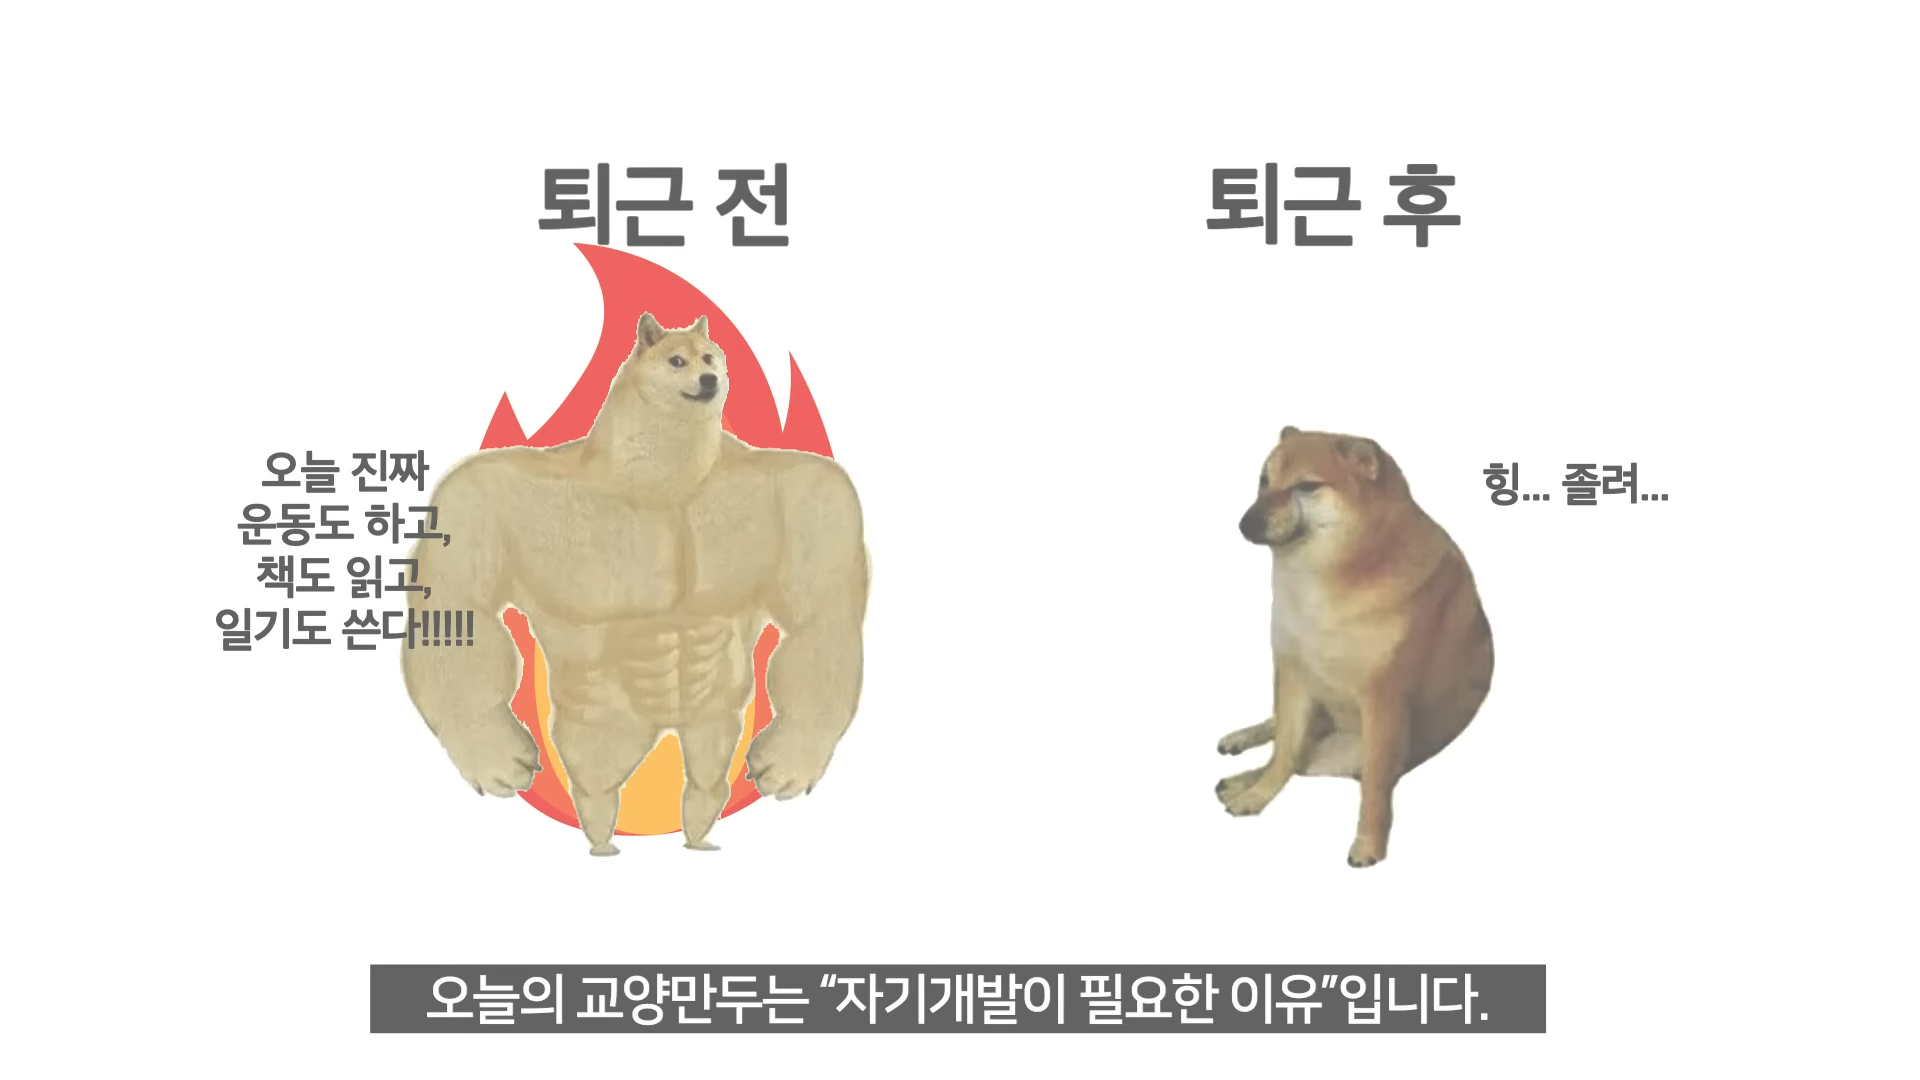 퇴근 전
퇴근 후
오늘 진짜
운동도 하고,
책도 읽고,
일기도 쓴다!!!!!
힝... 졸려...
오늘의 교양만두는 “자기개발이 필요한 이유”입니다.